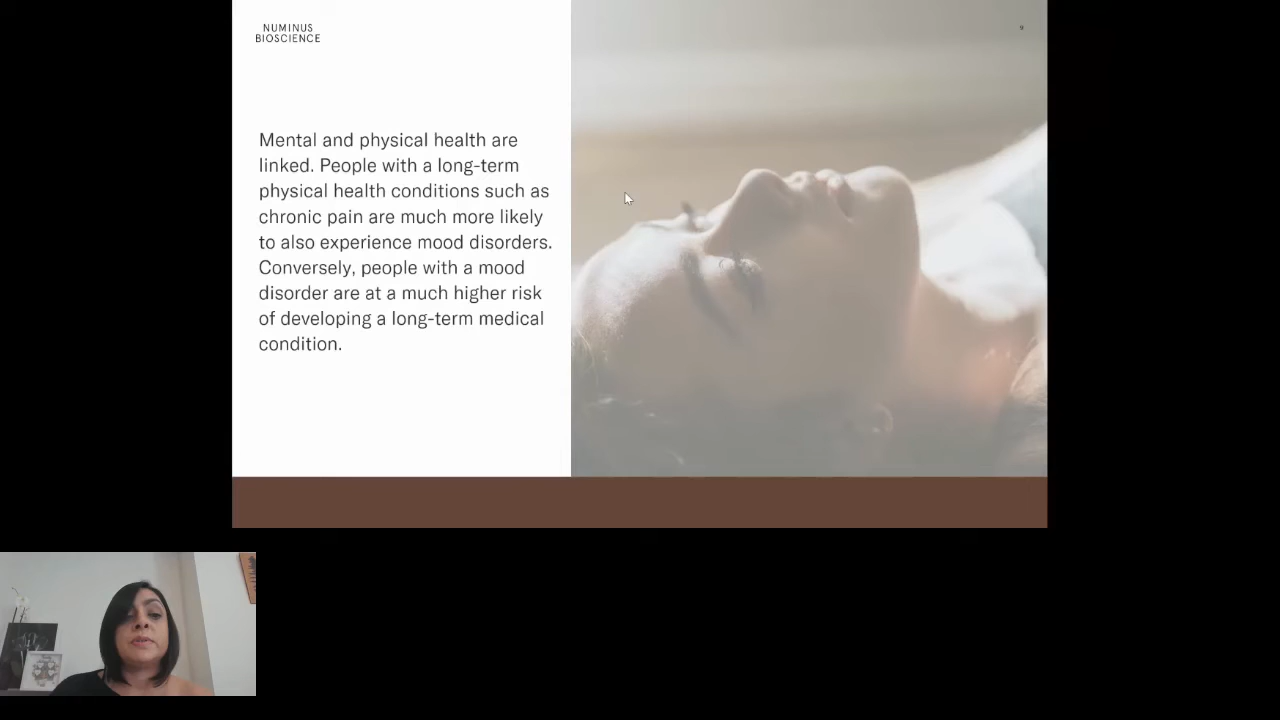 NUMINUS
BIOSCIENCE
9
Mental and physical health are
linked. People with a long-term
physical health conditions such as
chronic pain are much more likely
to also experience mood disorders.
Conversely, people with a mood
disorder are at a much higher risk
of developing a long-term medical
condition.